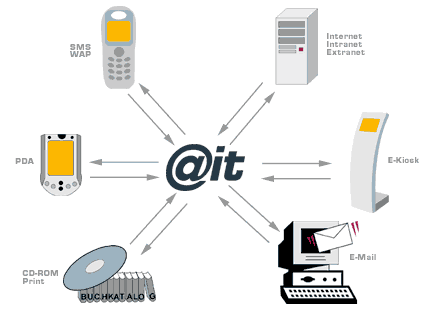 SMS
WAP
Internet
Intranet
Extranet
PDA
@it
E-Kiosk
CD-ROM
Print
BUCHKATALOG
E-Mail